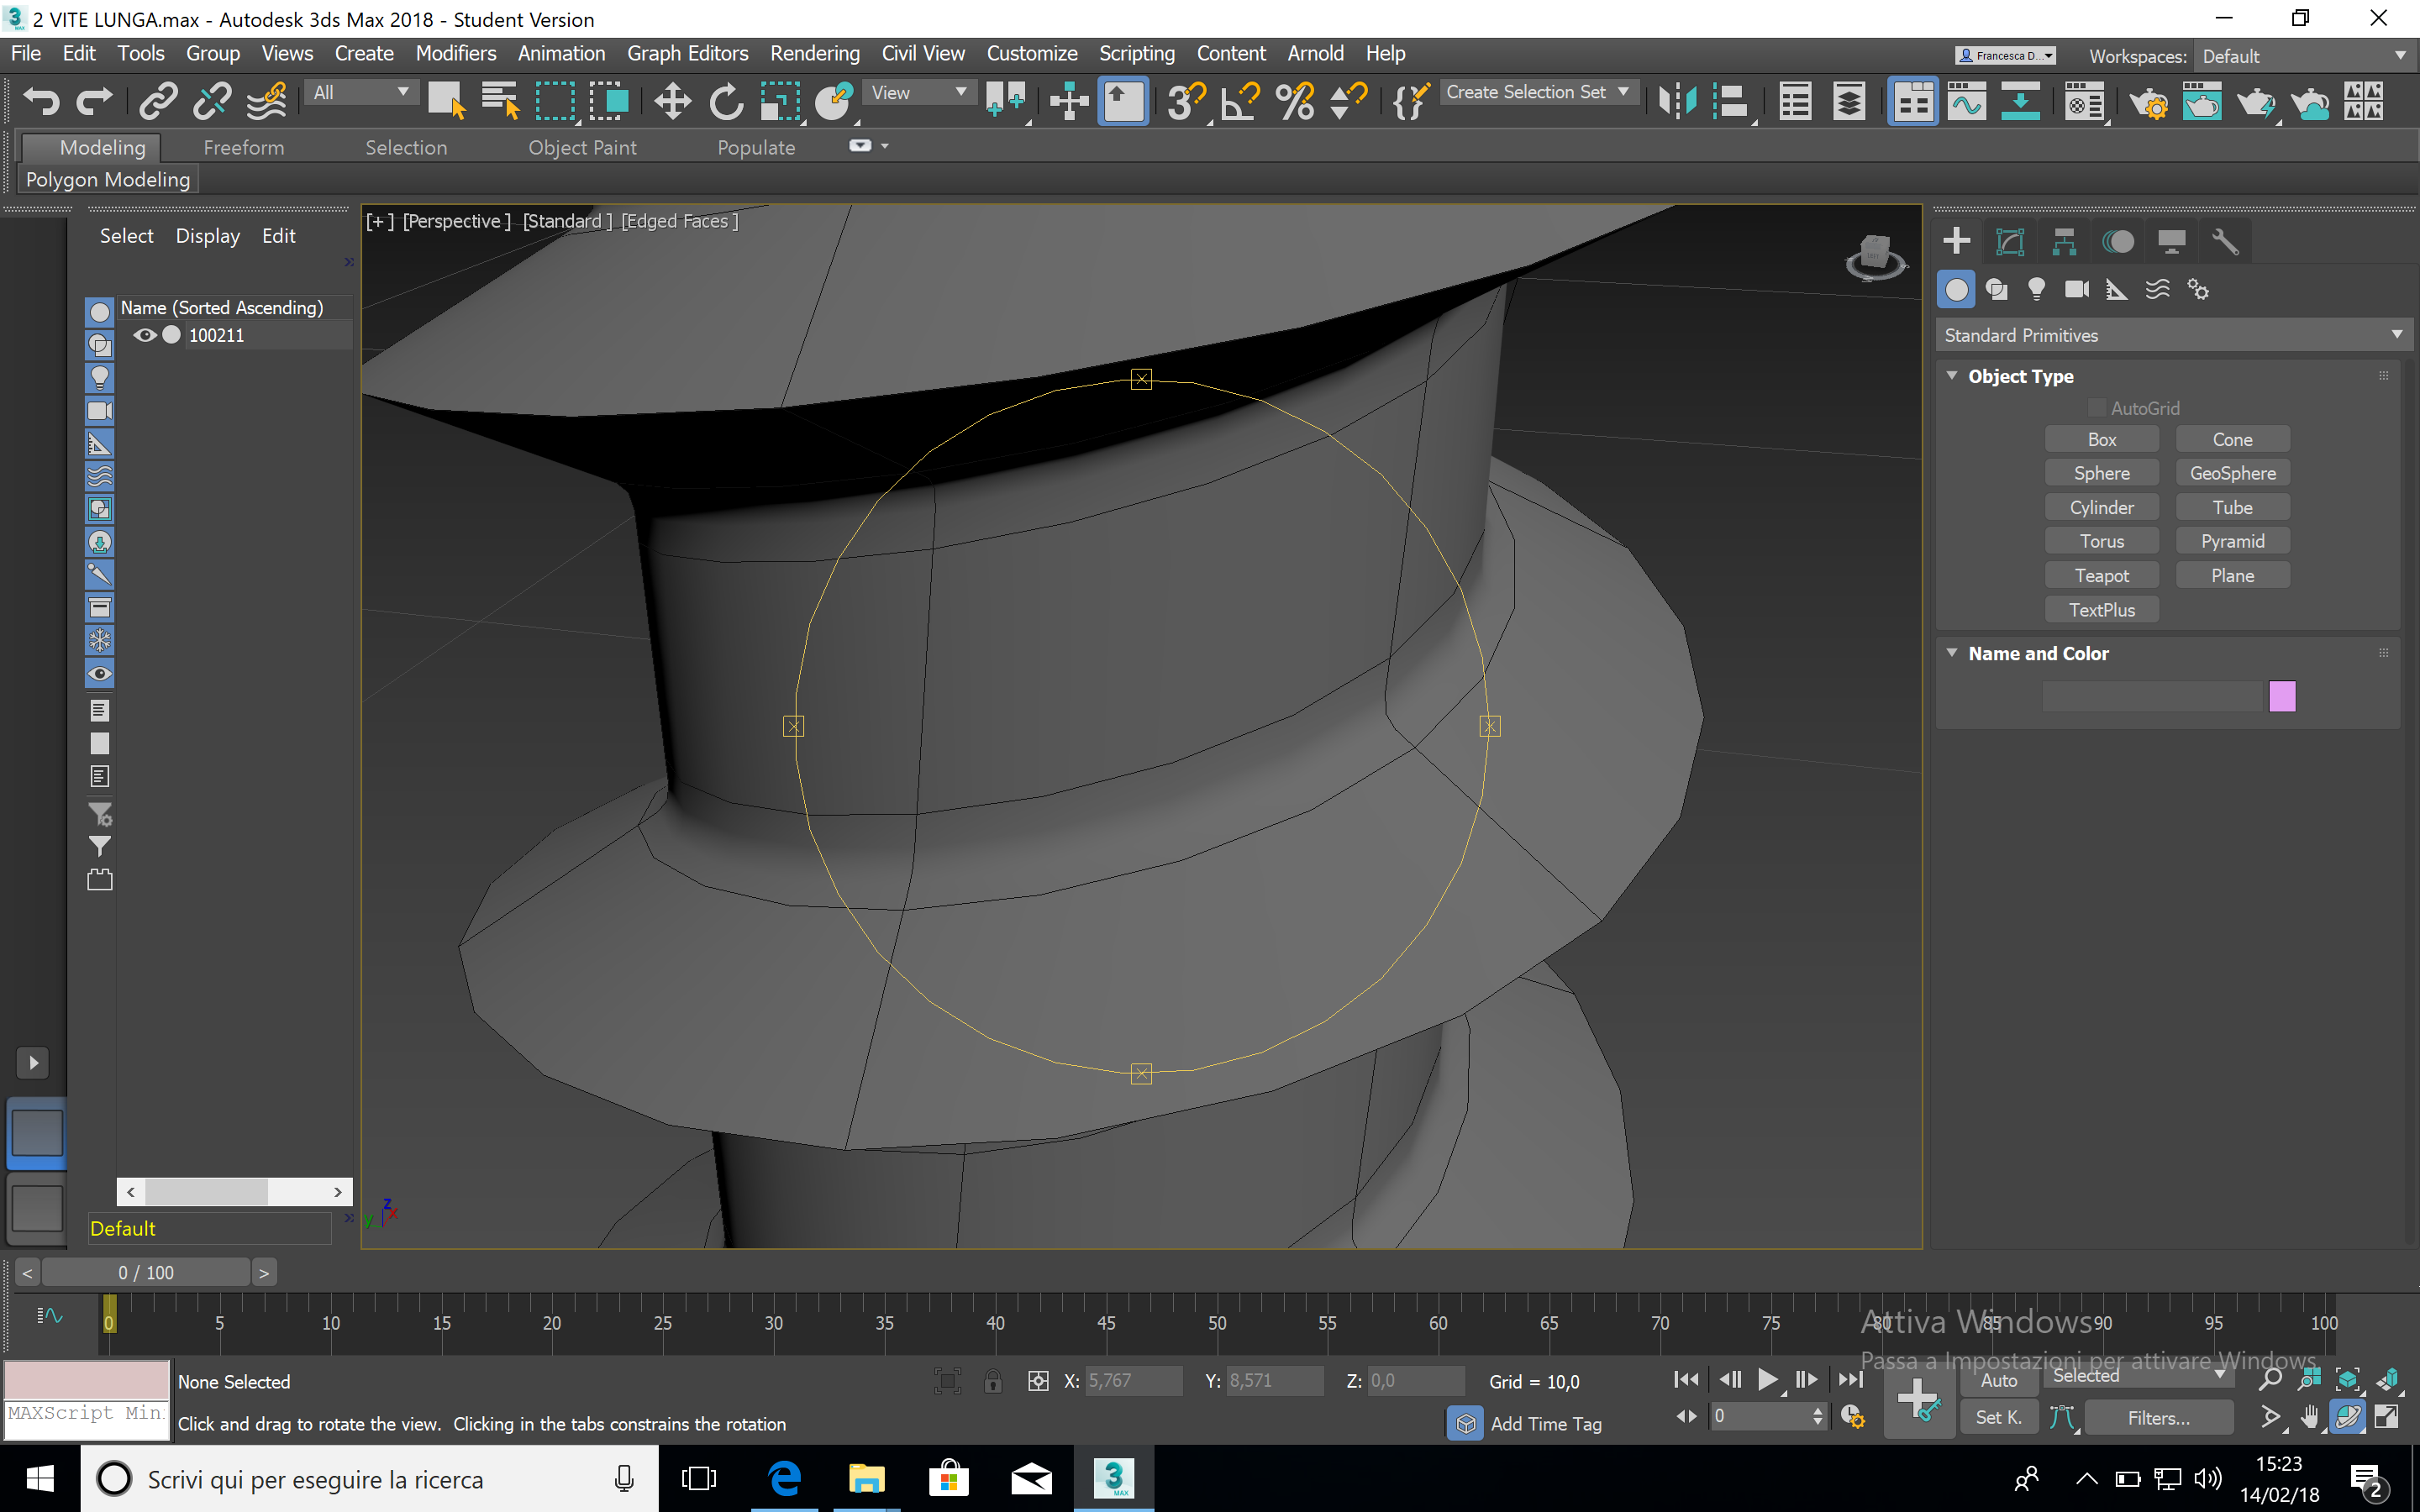 2 VITE LUNGA.max - Autodesk 3ds Max 2018 - Student Version
File Edit Tools Group Views Create Modifiers Animation Graph Editors Rendering Civil View Customize Scripting Content Arnold Help
Francesca D... Workspaces: Default
All View Create Selection Set
Modeling Freeform Selection Object Paint Populate
Polygon Modeling
Select Display Edit
Name (Sorted Ascending)
100211
Default
[+] [Perspective] [Standard] [Edged Faces]
z
x
y
Standard Primitives
Object Type
AutoGrid
Box Cone
Sphere GeoSphere
Cylinder Tube
Torus Pyramid
Teapot Plane
TextPlus
Name and Color
< 0 / 100 >
0 5 10 15 20 25 30 35 40 45 50 55 60 65 70 75 80 85 90 95 100
Attiva Windows
Passa a Impostazioni per attivare Windows.
None Selected
X: 5,767 Y: 8,571 Z: 0,0 Grid = 10,0
Auto Selected
MAXScript Min
Click and drag to rotate the view. Clicking in the tabs constrains the rotation
Add Time Tag
0
Set K. Filters...
Scrivi qui per eseguire la ricerca
3
MAX
15:23
14/02/18
2